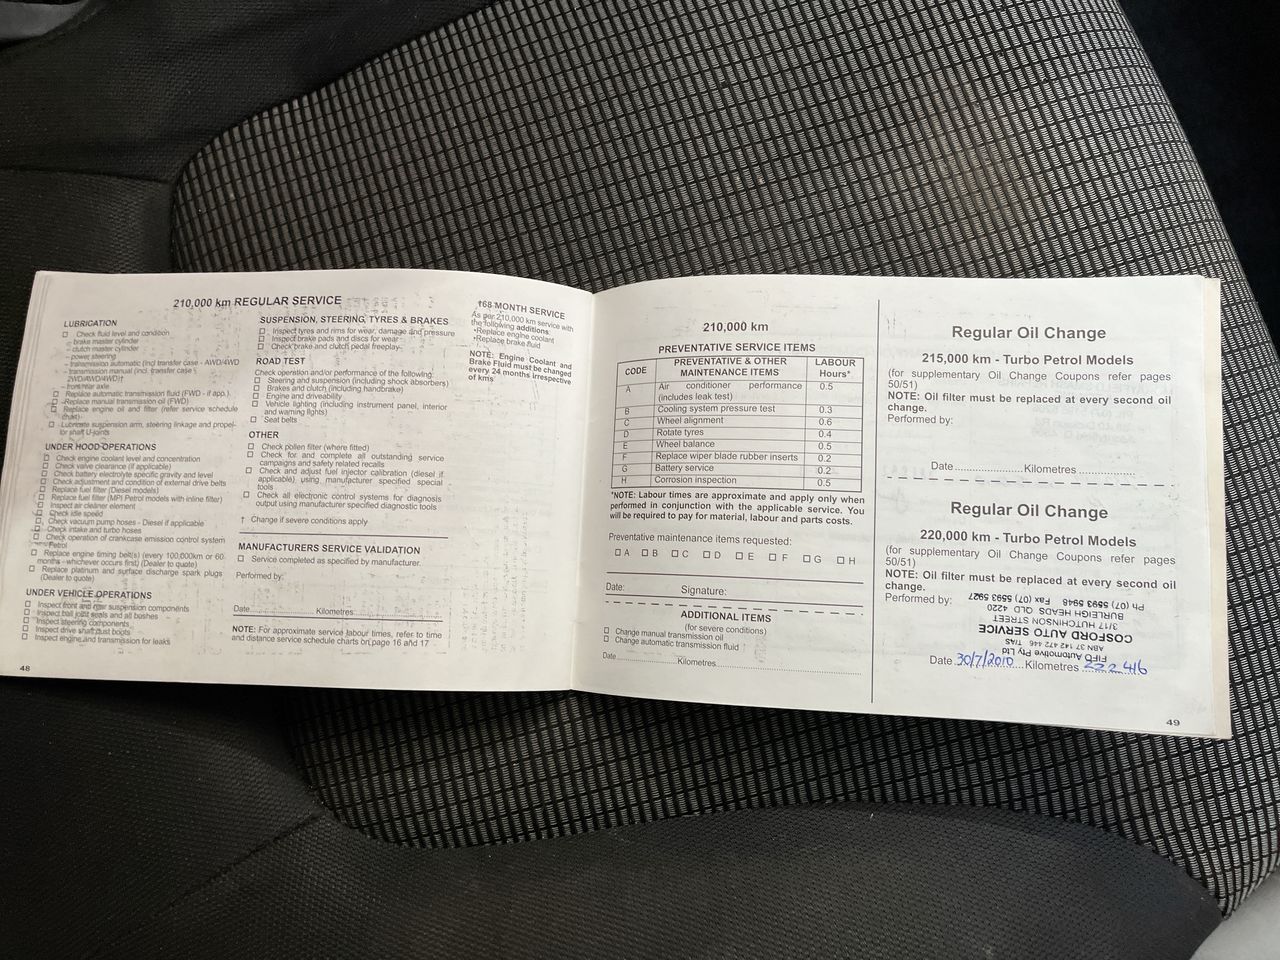 210,000 km REGULAR SERVICE
LUBRICATION
Check fluid level and condition
- brake master cylinder
- clutch master cylinder
- power steering
- transmission automatic (incl transfer case - AWD/4WD
- transmission manual (incl. transfer case -
2WD/AWD/4WD)†
- front/rear axle
Replace automatic transmission fluid (FWD - if app.)
Replace manual transmission oil (FWD)
Replace engine oil and filter (refer service schedule
chart)
Lubricate suspension arm, steering linkage and propel-
lor shaft U-joints
UNDER HOOD OPERATIONS
Check engine coolant level and concentration
Check valve clearance (if applicable)
Check battery electrolyte specific gravity and level
Check adjustment and condition of external drive belts
Replace fuel filter (Diesel models)
Replace fuel filter (MPI Petrol models with inline filter)
Inspect air cleaner element
Check idle speed
Check vacuum pump hoses - Diesel if applicable
Check intake and turbo hoses
Check operation of crankcase emission control system
Petrol
Replace engine timing belt(s) (every 100,000km or 60
months - whichever occurs first) (Dealer to quote)
Replace platinum and surface discharge spark plugs
(Dealer to quote)
UNDER VEHICLE OPERATIONS
Inspect front and rear suspension components
Inspect ball joint seals and all bushes
Inspect steering components
Inspect drive shaft dust boots
Inspect engine and transmission for leaks
48
SUSPENSION, STEERING, TYRES & BRAKES
Inspect tyres and rims for wear, damage and pressure
Inspect brake pads and discs for wear
Check brake and clutch pedal freeplay
ROAD TEST
Check operation and/or performance of the following:
Steering and suspension (including shock absorbers)
Brakes and clutch (including handbrake)
Engine and driveability
Vehicle lighting (including instrument panel, interior
and warning lights)
Seat belts
OTHER
Check pollen filter (where fitted)
Check for and complete all outstanding service
campaigns and safety related recalls
Check and adjust fuel injector calibration (diesel if
applicable) using manufacturer specified special
tools
Check all electronic control systems for diagnosis
output using manufacturer specified diagnostic tools
† Change if severe conditions apply
MANUFACTURERS SERVICE VALIDATION
Service completed as specified by manufacturer.
Performed by:
Date Kilometres
NOTE: For approximate service labour times, refer to time
and distance service schedule charts on page 16 and 17
†68 MONTH SERVICE
As per 210,000 km service with
the following additions:
•Replace engine coolant
•Replace brake fluid
NOTE: Engine Coolant and
Brake Fluid must be changed
every 24 months irrespective
of kms
210,000 km
PREVENTATIVE SERVICE ITEMS
CODE PREVENTATIVE & OTHER MAINTENANCE ITEMS LABOUR Hours*
A Air conditioner performance (includes leak test) 0.5
B Cooling system pressure test 0.3
C Wheel alignment 0.6
D Rotate tyres 0.4
E Wheel balance 0.5
F Replace wiper blade rubber inserts 0.2
G Battery service 0.2
H Corrosion inspection 0.5
*NOTE: Labour times are approximate and apply only when
performed in conjunction with the applicable service. You
will be required to pay for material, labour and parts costs.
Preventative maintenance items requested:
A B C D E F G H
Date: Signature:
ADDITIONAL ITEMS
(for severe conditions)
Change manual transmission oil
Change automatic transmission fluid
Date Kilometres
Regular Oil Change
215,000 km - Turbo Petrol Models
(for supplementary Oil Change Coupons refer pages
50/51)
NOTE: Oil filter must be replaced at every second oil
change.
Performed by:
Date Kilometres
Regular Oil Change
220,000 km - Turbo Petrol Models
(for supplementary Oil Change Coupons refer pages
50/51)
NOTE: Oil filter must be replaced at every second oil
change.
Performed by:
FIFO Automotive Pty Ltd
ABN 37 142 472 446 T/AS
COSFORD AUTO SERVICE
3/17 HUTCHINSON STREET
BURLEIGH HEADS QLD 4220
Ph (07) 5593 5948 Fax (07) 5593 5927
Date 30/7/2010 Kilometres 222 416
49